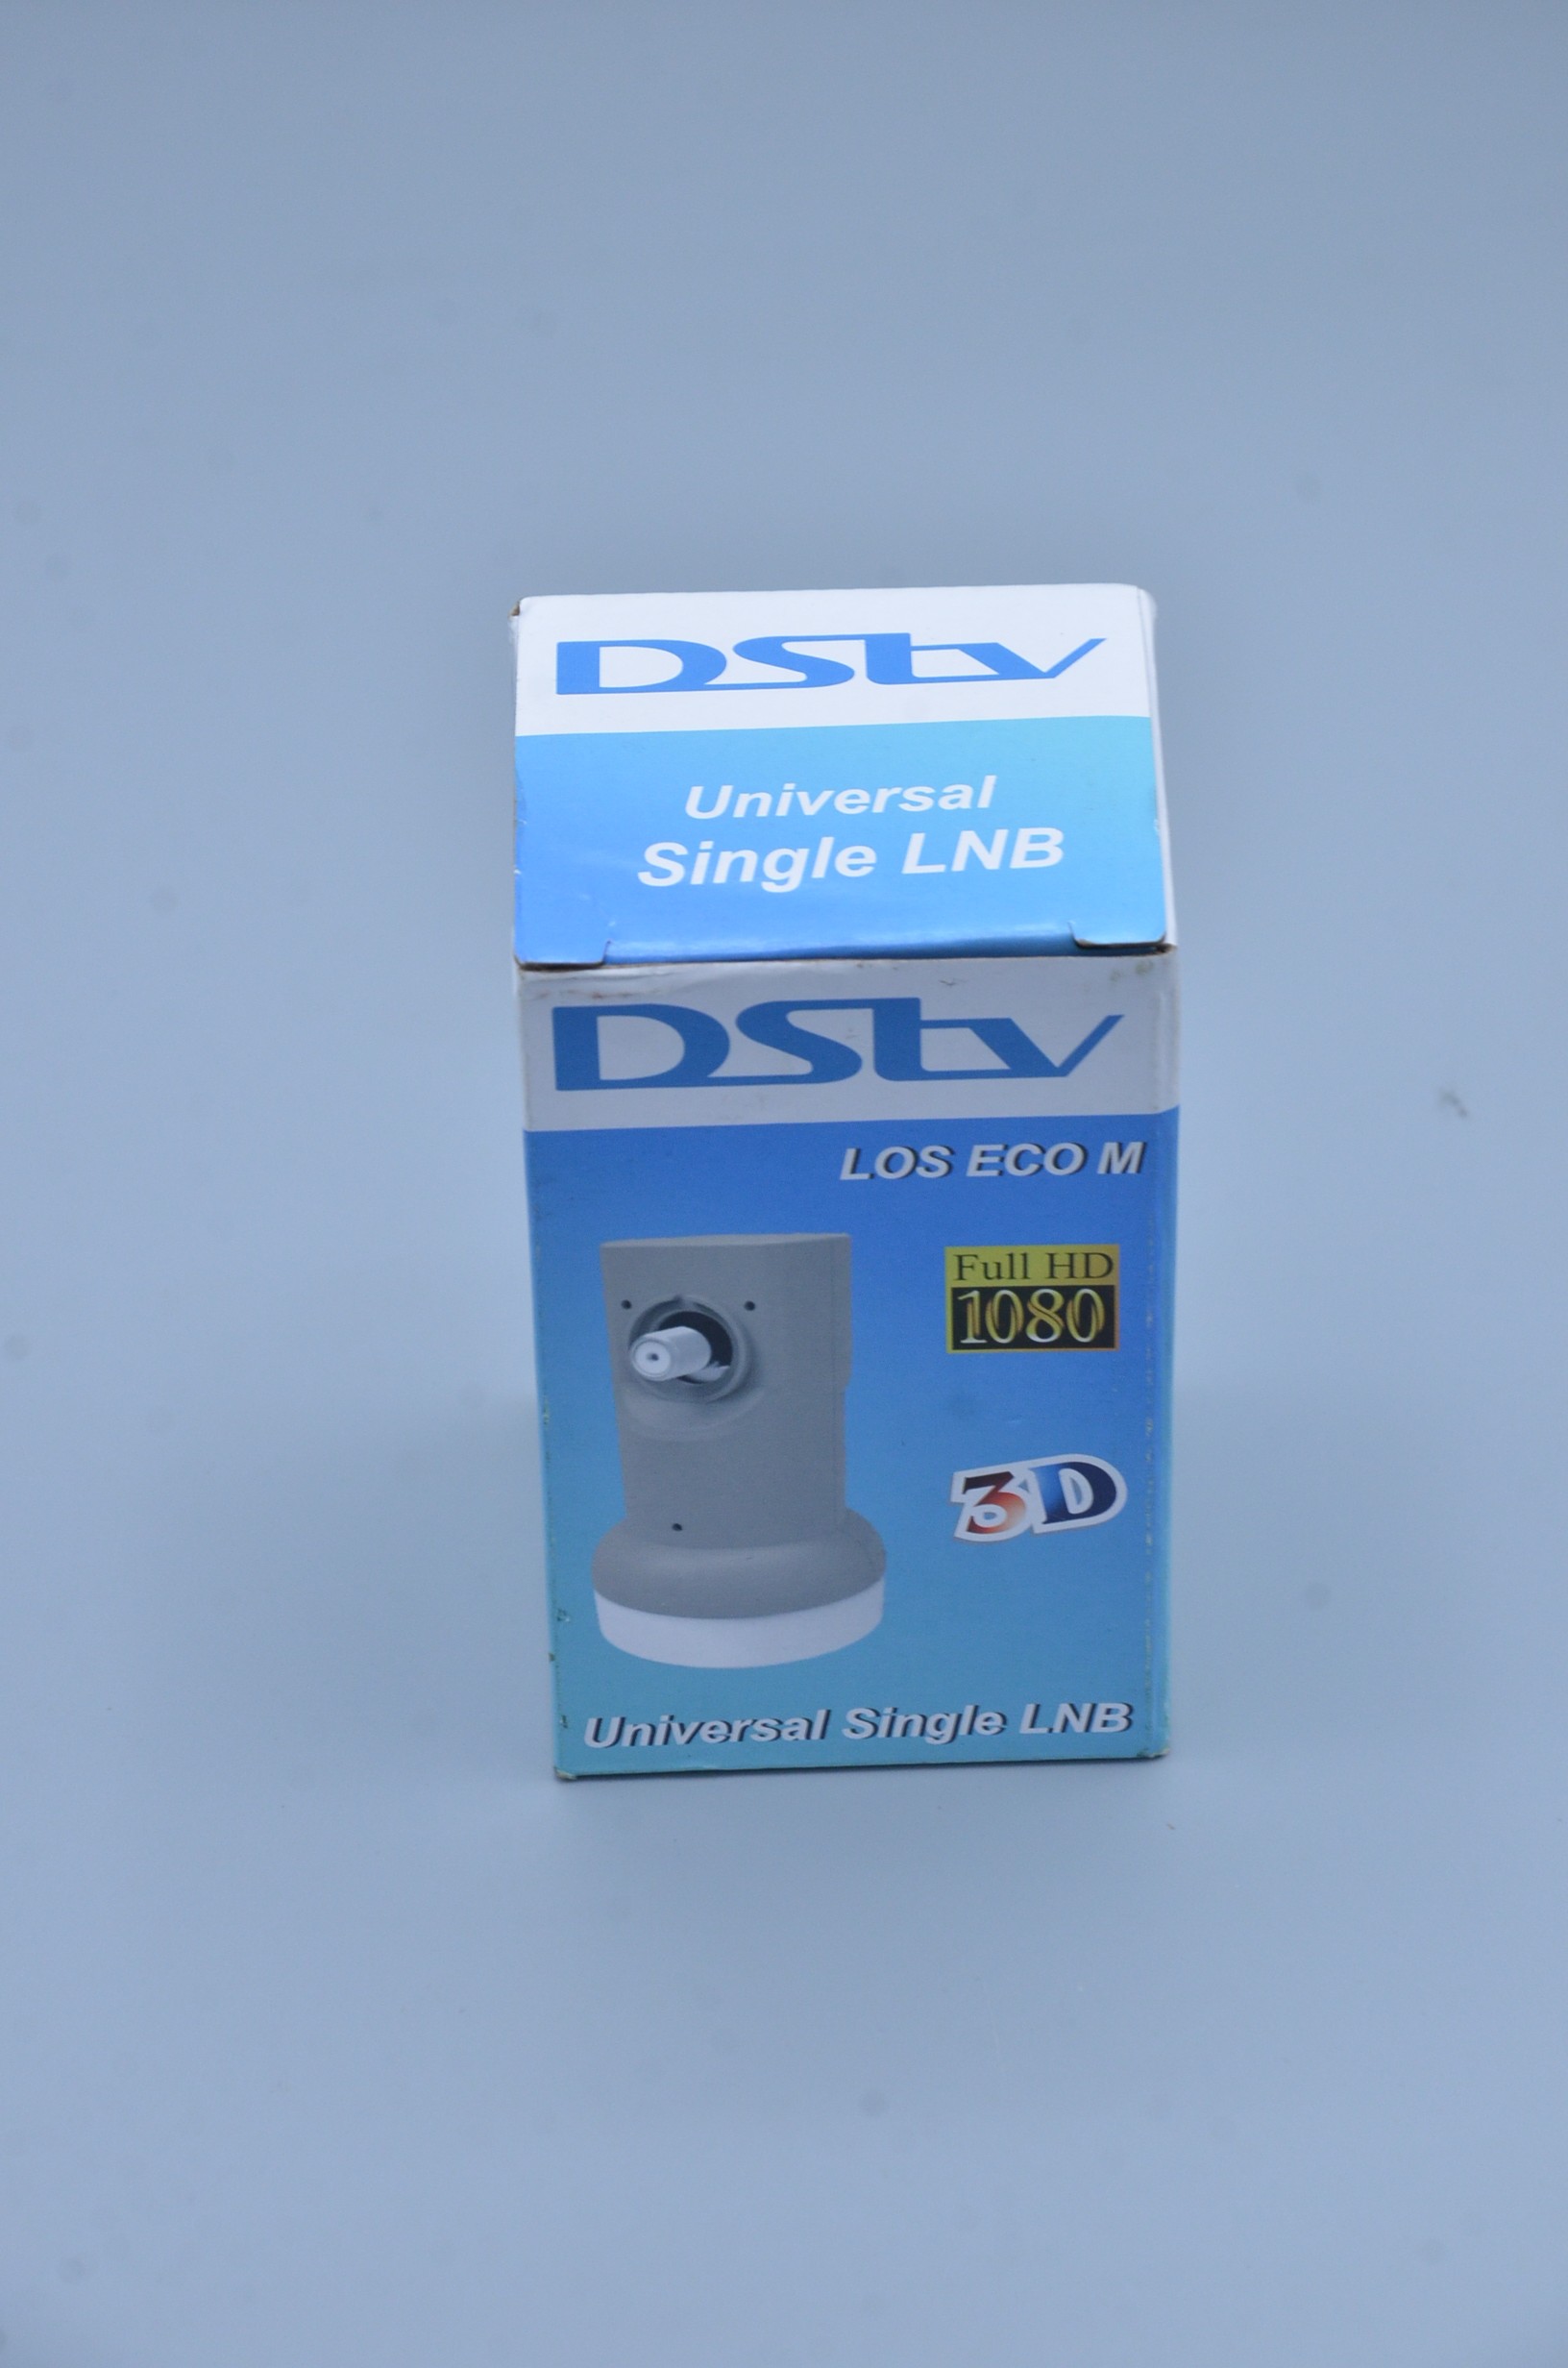 DStv
Universal
Single LNB
DStv
LOS ECO M
Full HD
1080
3D
Universal Single LNB